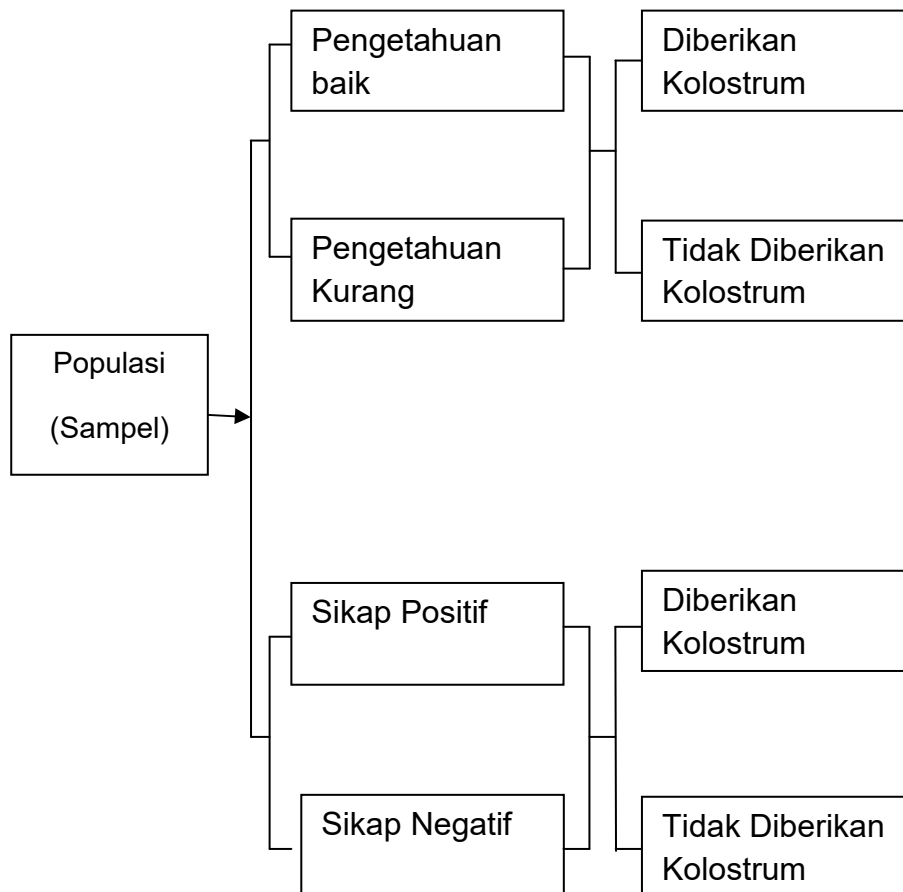 Pengetahuan
baik
Diberikan
Kolostrum
Pengetahuan
Kurang
Tidak Diberikan
Kolostrum
Populasi
(Sampel)
Sikap Positif
Diberikan
Kolostrum
Sikap Negatif
Tidak Diberikan
Kolostrum